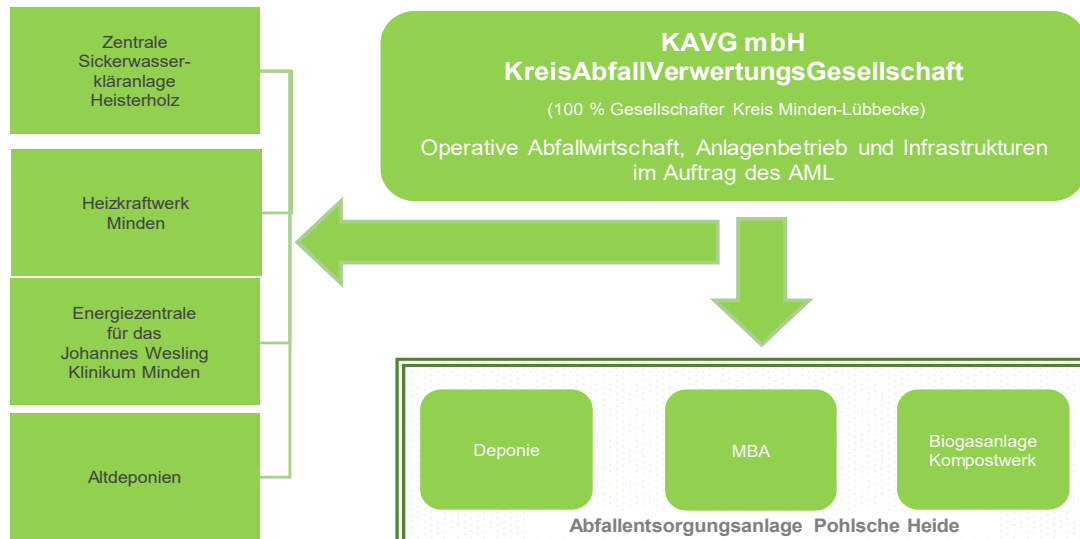 KAVG mbH
KreisAbfallVerwertungsGesellschaft
(100 % Gesellschafter Kreis Minden-Lübbecke)
Operative Abfallwirtschaft, Anlagenbetrieb und Infrastrukturen
im Auftrag des AML
Zentrale
Sickerwasser-
kläranlage
Heisterholz
Heizkraftwerk
Minden
Energiezentrale
für das
Johannes Wesling
Klinikum Minden
Altdeponien
Deponie
MBA
Biogasanlage
Kompostwerk
Abfallentsorgungsanlage Pohlsche Heide